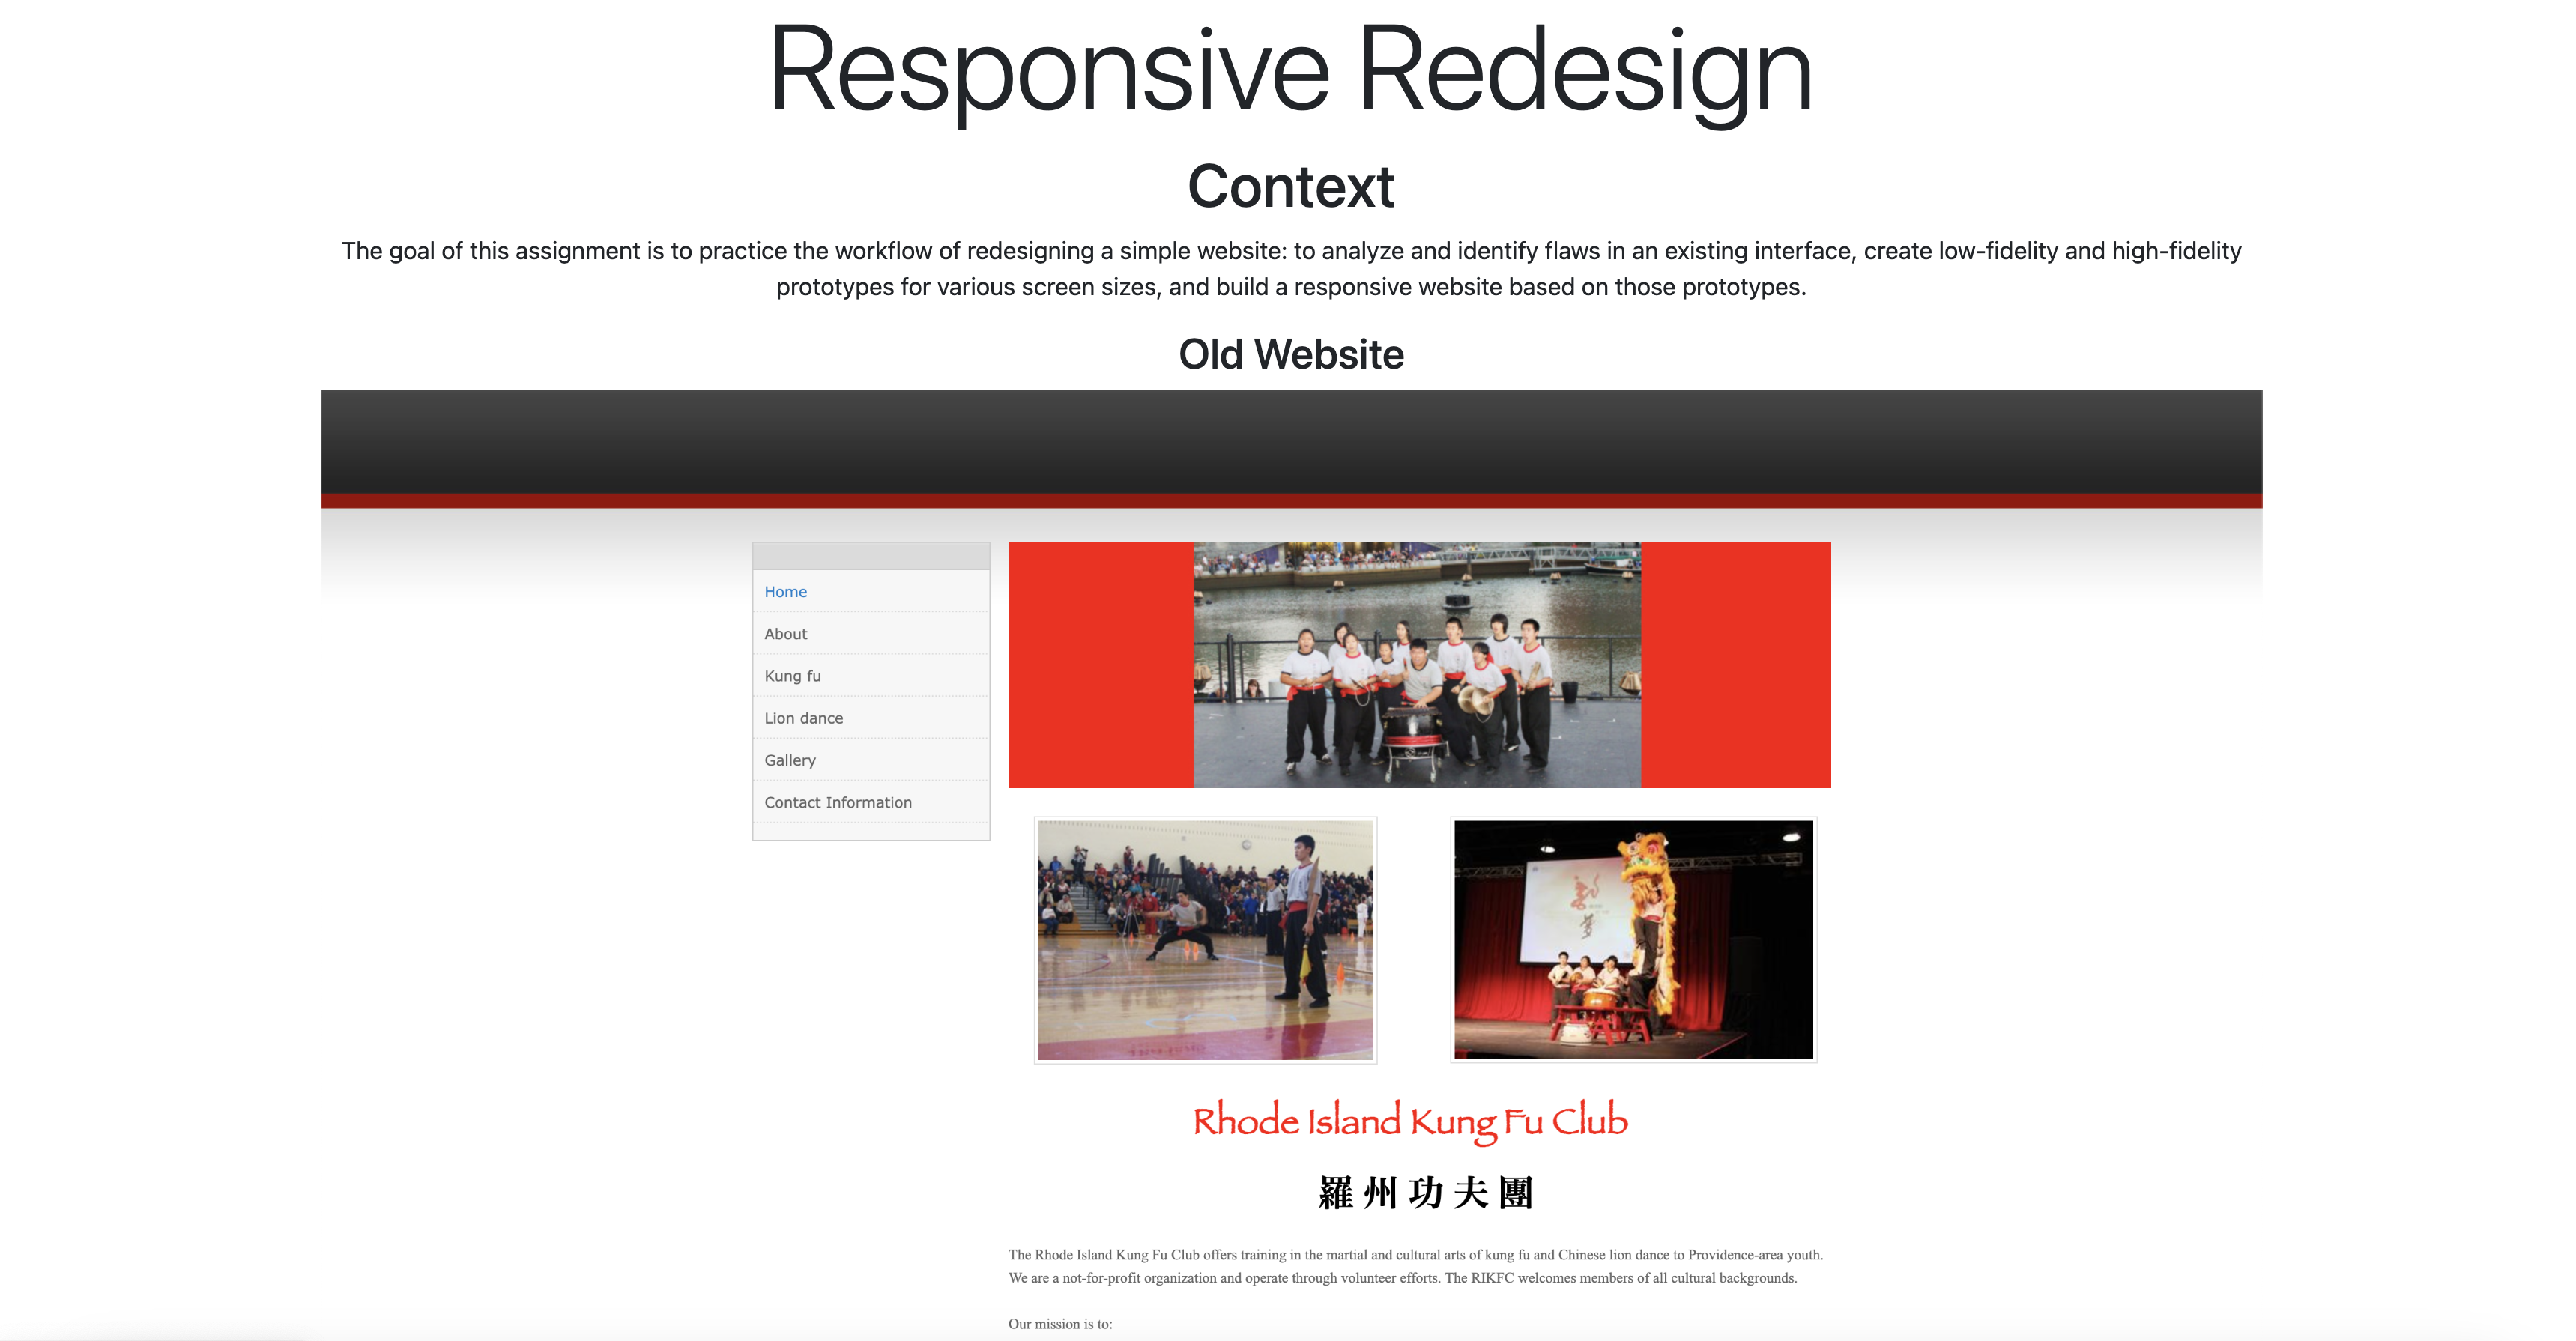 Responsive Redesign
Context
The goal of this assignment is to practice the workflow of redesigning a simple website: to analyze and identify flaws in an existing interface, create low-fidelity and high-fidelity
prototypes for various screen sizes, and build a responsive website based on those prototypes.
Old Website
Home
About
Kung fu
Lion dance
Gallery
Contact Information
Rhode Island Kung Fu Club
羅州功夫團
The Rhode Island Kung Fu Club offers training in the martial and cultural arts of kung fu and Chinese lion dance to Providence-area youth.
We are a not-for-profit organization and operate through volunteer efforts. The RIKFC welcomes members of all cultural backgrounds.
Our mission is to: